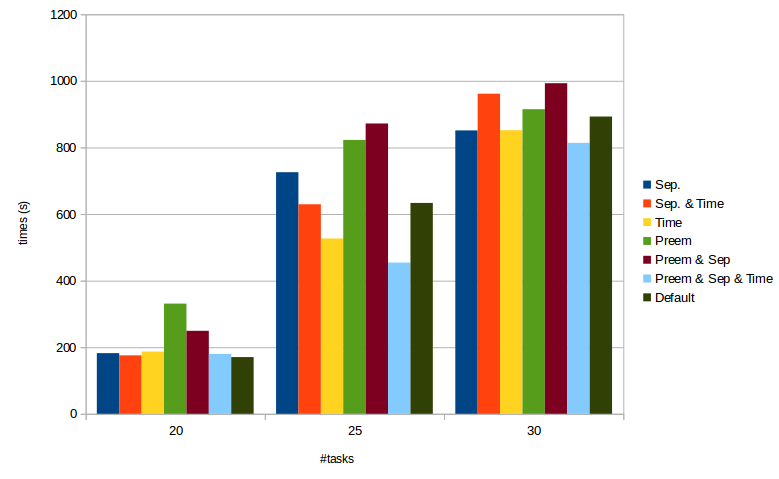 1200
1000
800
600
400
200
0
times (s)
20 25 30
#tasks
Sep.
Sep. & Time
Time
Preem
Preem & Sep
Preem & Sep & Time
Default